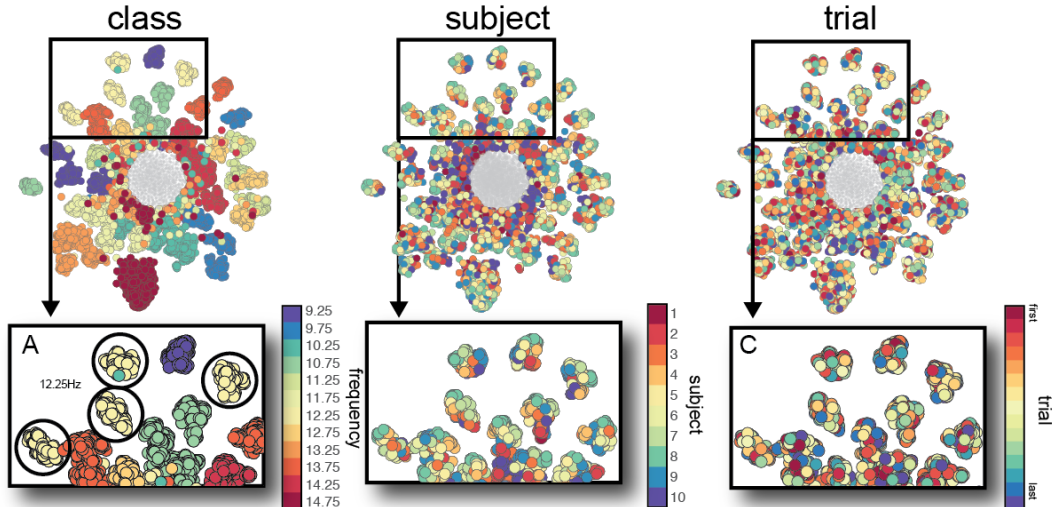 class
subject
trial
A
12.25Hz
9.25
9.75
10.25
10.75
11.25
11.75
12.25
12.75
13.25
13.75
14.25
14.75
frequency
1
2
3
4
5
6
7
8
9
10
subject
C
first
last
trial